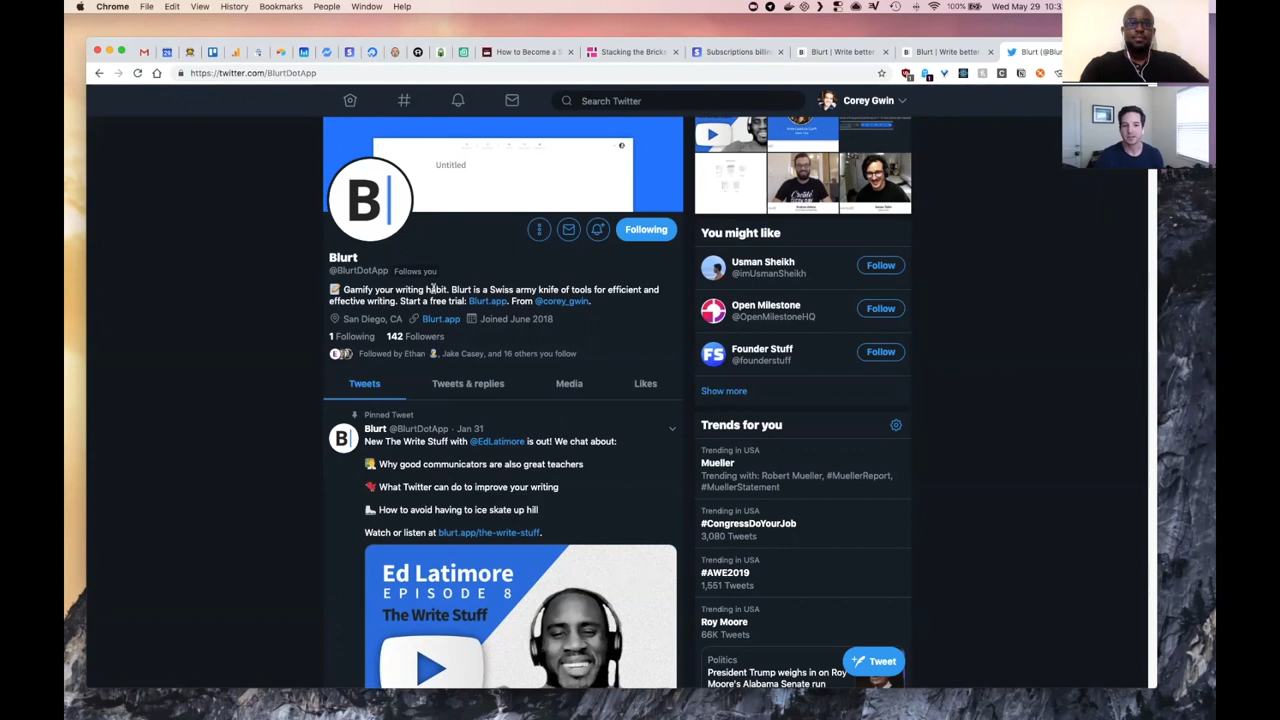 Chrome File Edit View History Bookmarks People Window Help
100% Wed May 29 10:3
How to Become a S
Stacking the Bricks
Subscriptions billin
Blurt | Write better
Blurt | Write better
Blurt (@Blur
https://twitter.com/BlurtDotApp
Search Twitter
Corey Gwin
Untitled
B|
Following
Blurt
@BlurtDotApp Follows you
Gamify your writing habit. Blurt is a Swiss army knife of tools for efficient and
effective writing. Start a free trial: Blurt.app. From @corey_gwin.
San Diego, CA Blurt.app Joined June 2018
1 Following 142 Followers
Followed by Ethan , Jake Casey, and 16 others you follow
Tweets Tweets & replies Media Likes
Pinned Tweet
B|
Blurt @BlurtDotApp · Jan 31
New The Write Stuff with @EdLatimore is out! We chat about:
Why good communicators are also great teachers
What Twitter can do to improve your writing
How to avoid having to ice skate up hill
Watch or listen at blurt.app/the-write-stuff.
Ed Latimore
EPISODE 8
The Write Stuff
You might like
Usman Sheikh
@imUsmanSheikh
Follow
Open Milestone
@OpenMilestoneHQ
Follow
FS
Founder Stuff
@founderstuff
Follow
Show more
Trends for you
Trending in USA
Mueller
Trending with: Robert Mueller, #MuellerReport,
#MuellerStatement
Trending in USA
#CongressDoYourJob
3,080 Tweets
Trending in USA
#AWE2019
1,551 Tweets
Trending in USA
Roy Moore
66K Tweets
Politics
President Trump weighs in on Roy
Moore's Alabama Senate run
Tweet